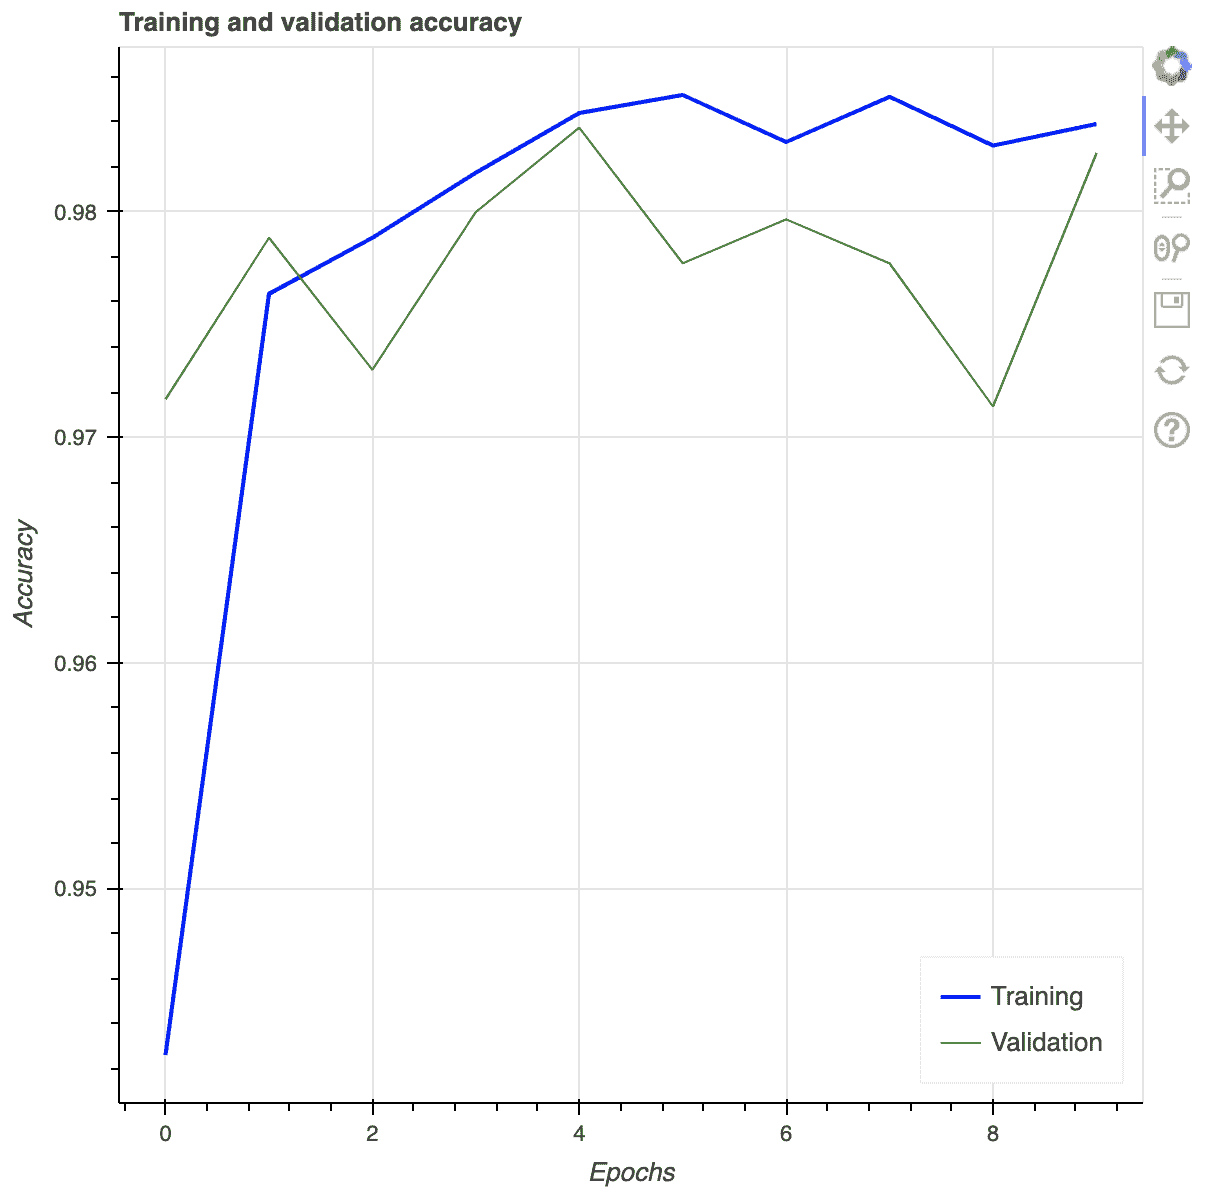 Training and validation accuracy
0.98
0.97
0.96
0.95
Accuracy
0 2 4 6 8
Epochs
Training
Validation
?